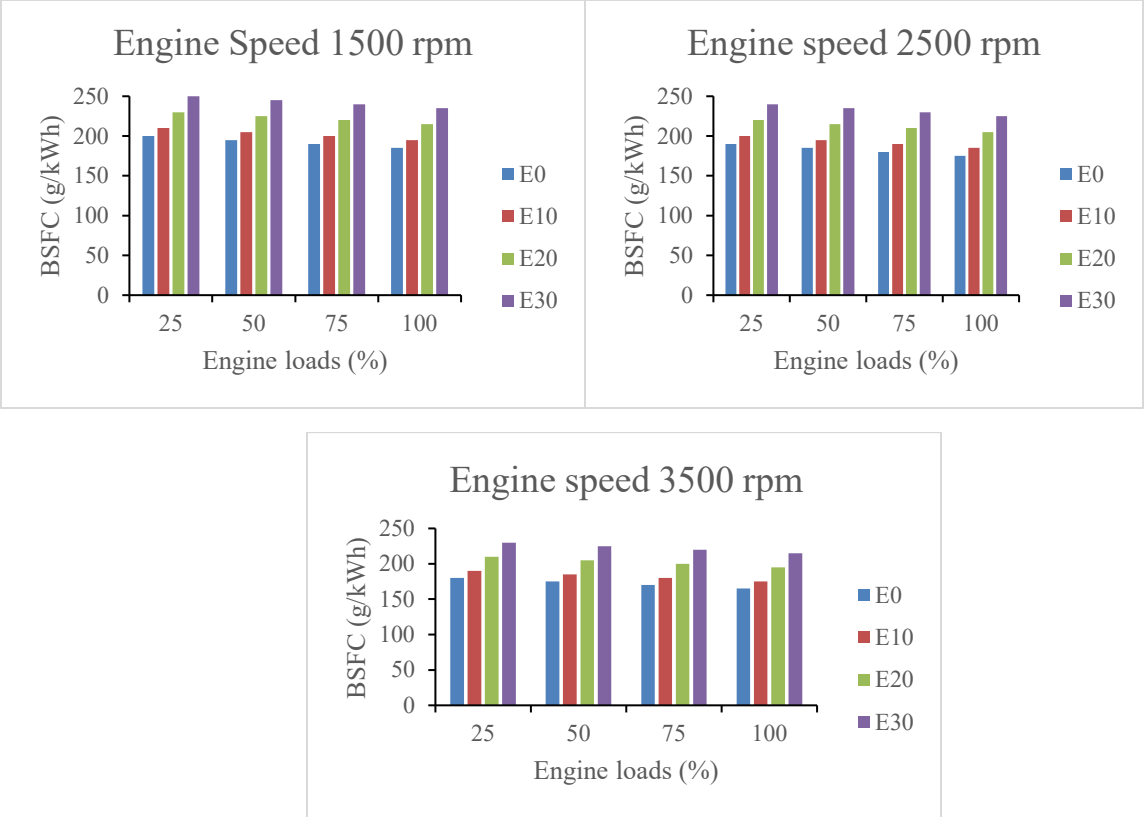 Engine Speed 1500 rpm
BSFC (g/kWh)
250
200
150
100
50
0
25 50 75 100
Engine loads (%)
E0
E10
E20
E30
Engine speed 2500 rpm
BSFC (g/kWh)
250
200
150
100
50
0
25 50 75 100
Engine loads (%)
E0
E10
E20
E30
Engine speed 3500 rpm
BSFC (g/kWh)
250
200
150
100
50
0
25 50 75 100
Engine loads (%)
E0
E10
E20
E30